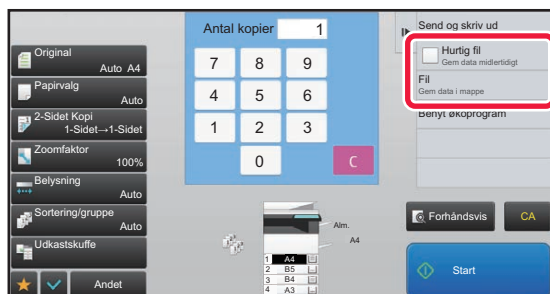 Original
Auto A4
Papirvalg
Auto
2-Sidet Kopi
1-Sidet→1-Sidet
Zoomfaktor
100%
Belysning
Auto
Sortering/gruppe
Auto
Udkastskuffe
Andet
Antal kopier 1
7 8 9
4 5 6
1 2 3
0 C
Alm.
A4
1 A4
2 B5
3 B4
4 A3
Send og skriv ud
Hurtig fil
Gem data midlertidigt
Fil
Gem data i mappe
Benyt økoprogram
Forhåndsvis
CA
Start